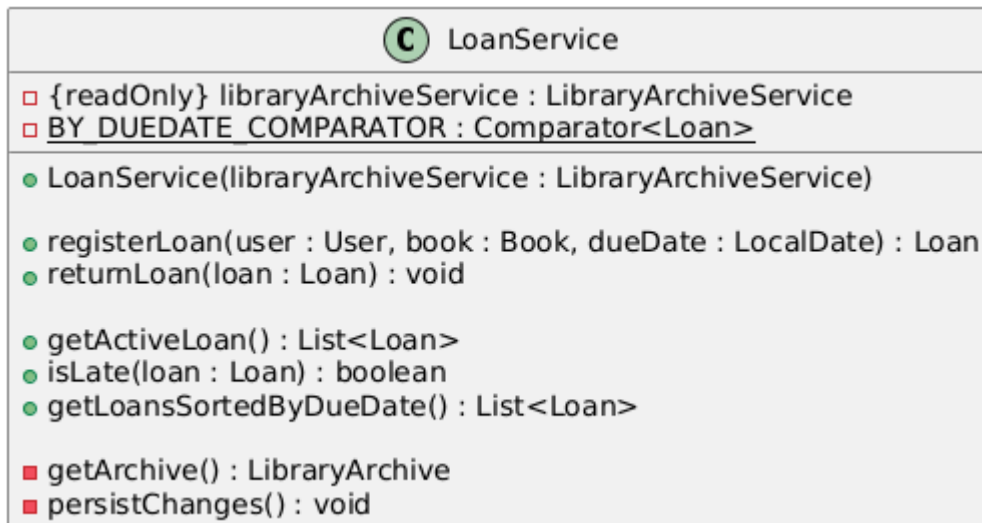 C LoanService
{readOnly} libraryArchiveService : LibraryArchiveService
BY_DUEDATE_COMPARATOR : Comparator<Loan>
LoanService(libraryArchiveService : LibraryArchiveService)
registerLoan(user : User, book : Book, dueDate : LocalDate) : Loan
returnLoan(loan : Loan) : void
getActiveLoan() : List<Loan>
isLate(loan : Loan) : boolean
getLoansSortedByDueDate() : List<Loan>
getArchive() : LibraryArchive
persistChanges() : void